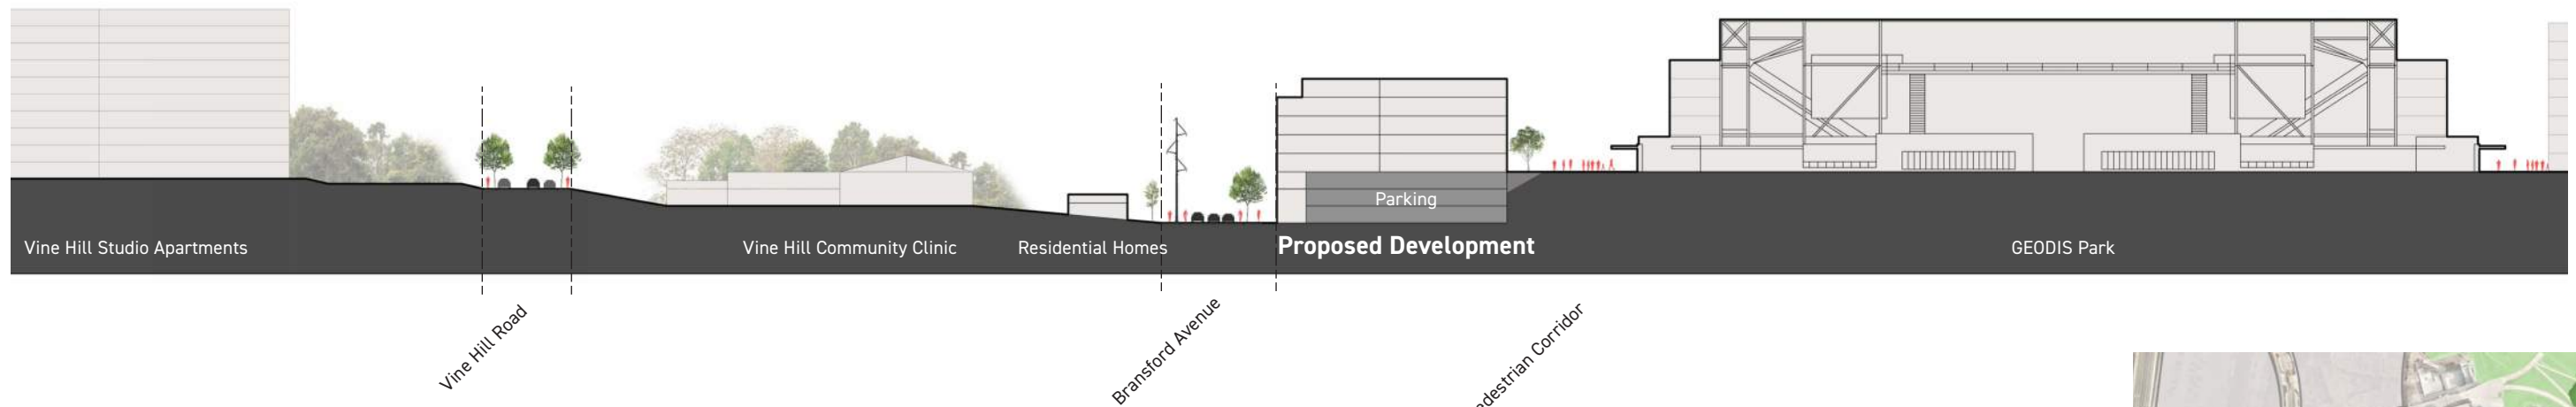 Parking
Vine Hill Studio Apartments
Vine Hill Community Clinic
Residential Homes
Proposed Development
GEODIS Park
Vine Hill Road
Bransford Avenue
Corridor